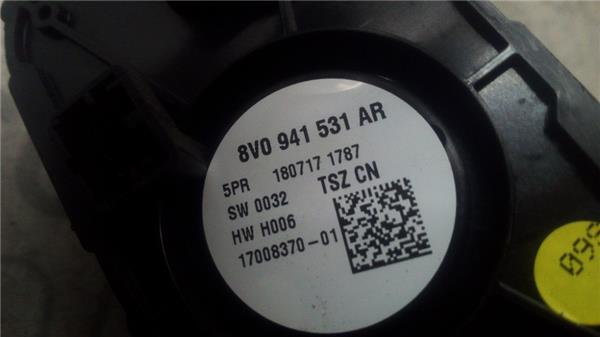 8V0 941 531 AR
5PR 180717 1787
SW 0032 TSZ CN
HW H006
17008370-01